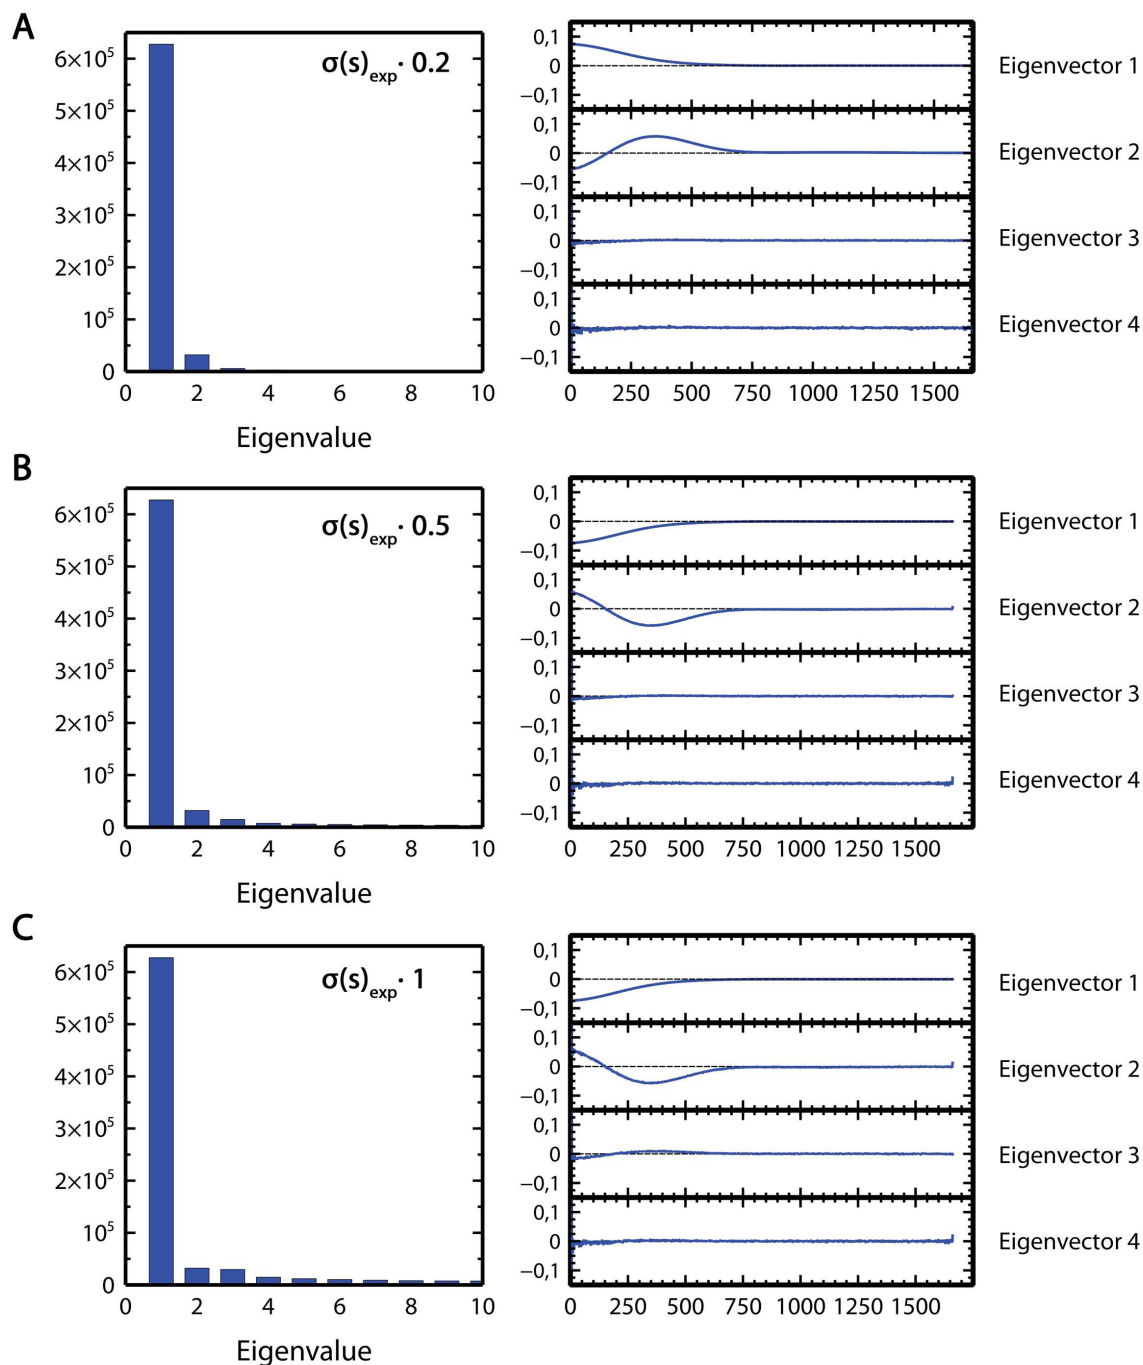 A
σ(s)exp · 0.2
6×10⁵
5×10⁵
4×10⁵
3×10⁵
2×10⁵
10⁵
0
0 2 4 6 8 10
Eigenvalue
0,1
0
−0,1
Eigenvector 1
0,1
0
−0,1
Eigenvector 2
0,1
0
−0,1
Eigenvector 3
0,1
0
−0,1
Eigenvector 4
0 250 500 750 1000 1250 1500
B
σ(s)exp · 0.5
6×10⁵
5×10⁵
4×10⁵
3×10⁵
2×10⁵
10⁵
0
0 2 4 6 8 10
Eigenvalue
0,1
0
−0,1
Eigenvector 1
0,1
0
−0,1
Eigenvector 2
0,1
0
−0,1
Eigenvector 3
0,1
0
−0,1
Eigenvector 4
0 250 500 750 1000 1250 1500
C
σ(s)exp · 1
6×10⁵
5×10⁵
4×10⁵
3×10⁵
2×10⁵
10⁵
0
0 2 4 6 8 10
Eigenvalue
0,1
0
−0,1
Eigenvector 1
0,1
0
−0,1
Eigenvector 2
0,1
0
−0,1
Eigenvector 3
0,1
0
−0,1
Eigenvector 4
0 250 500 750 1000 1250 1500